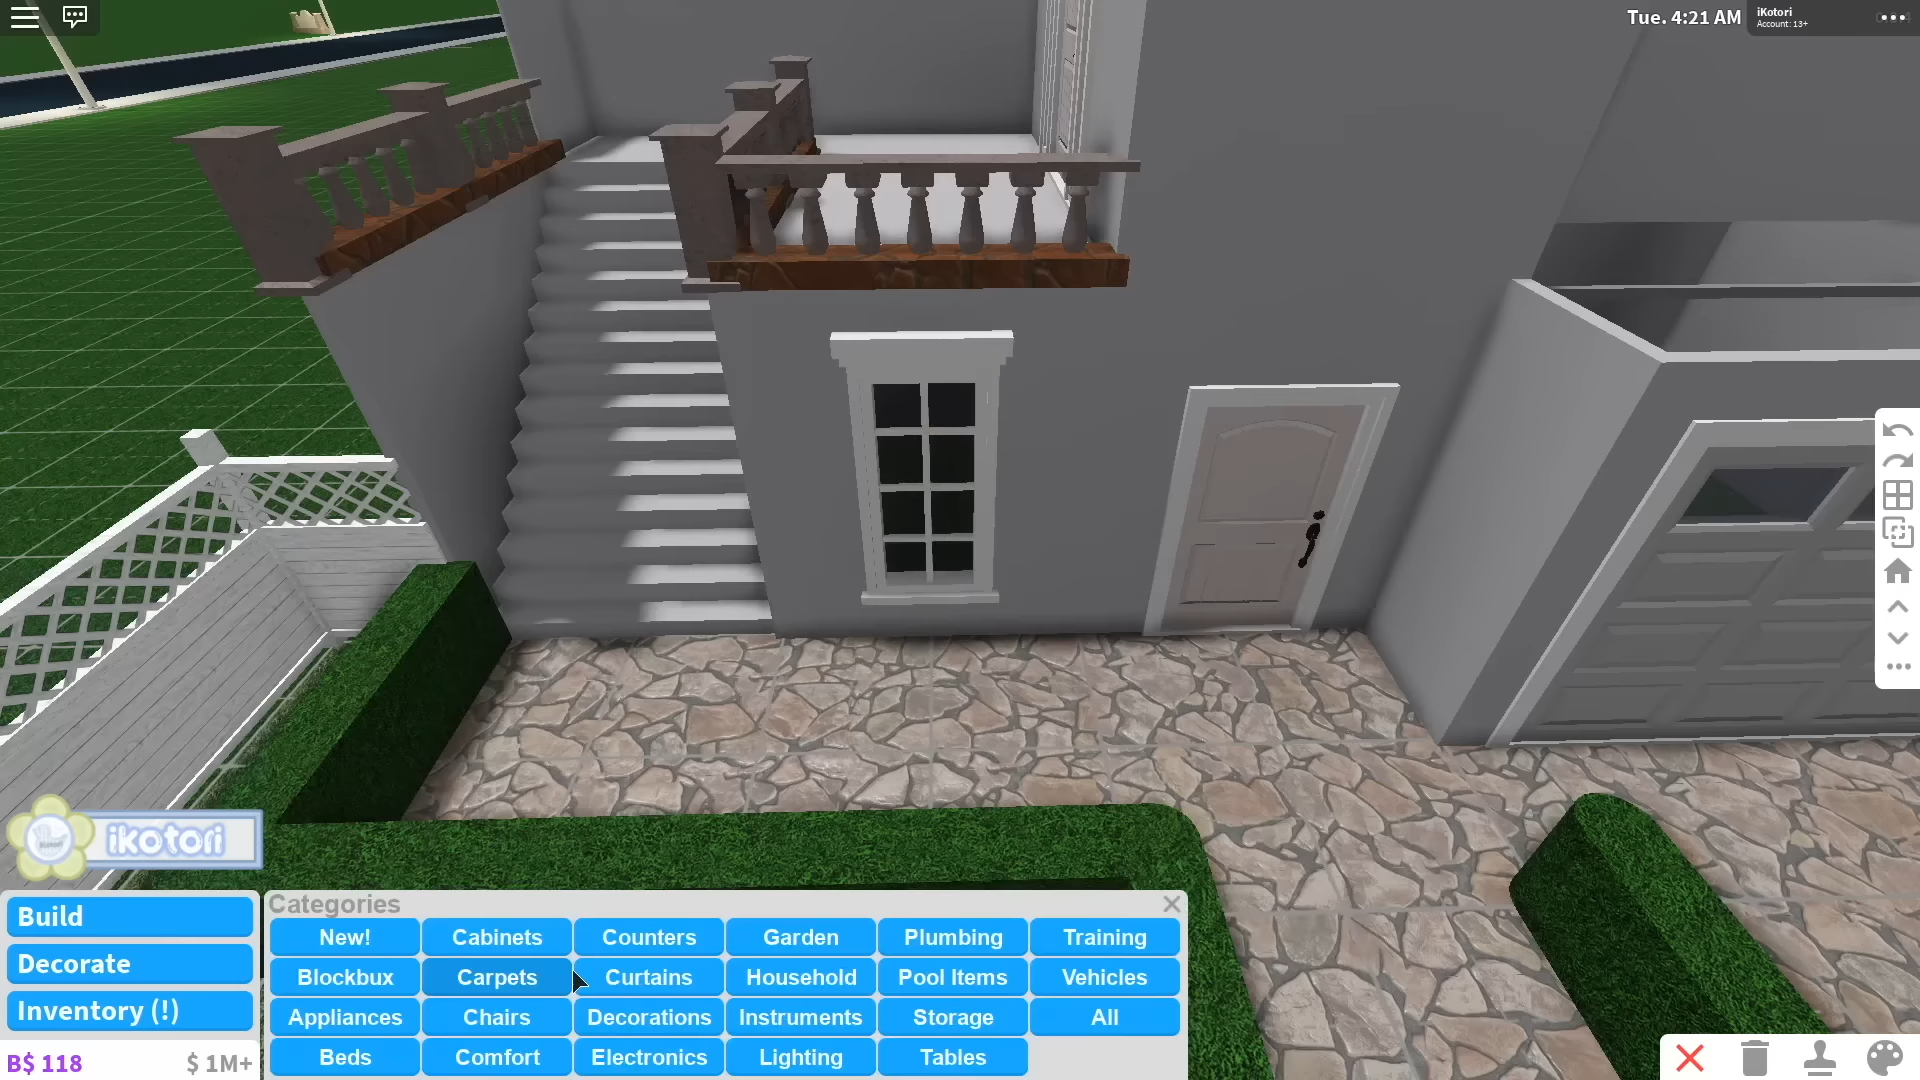 Tue. 4:21 AM
iKotori
Account: 13+
ikotori
Build
Decorate
Inventory (!)
B$ 118
$ 1M+
Categories
New! Cabinets Counters Garden Plumbing Training
Blockbux Carpets Curtains Household Pool Items Vehicles
Appliances Chairs Decorations Instruments Storage All
Beds Comfort Electronics Lighting Tables